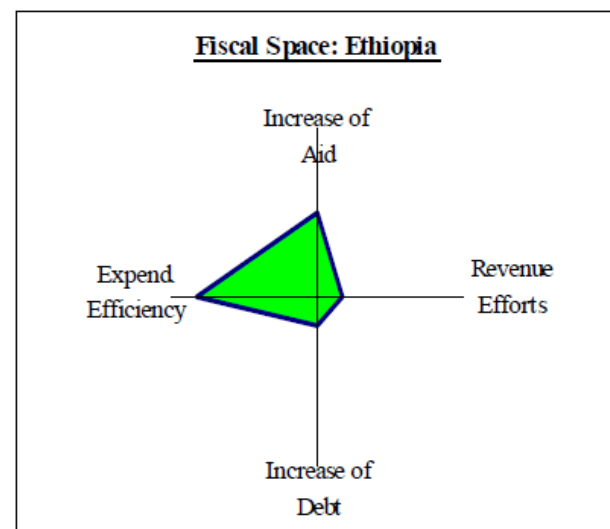 Fiscal Space: Ethiopia
Increase of
Aid
Expend
Efficiency
Revenue
Efforts
Increase of
Debt